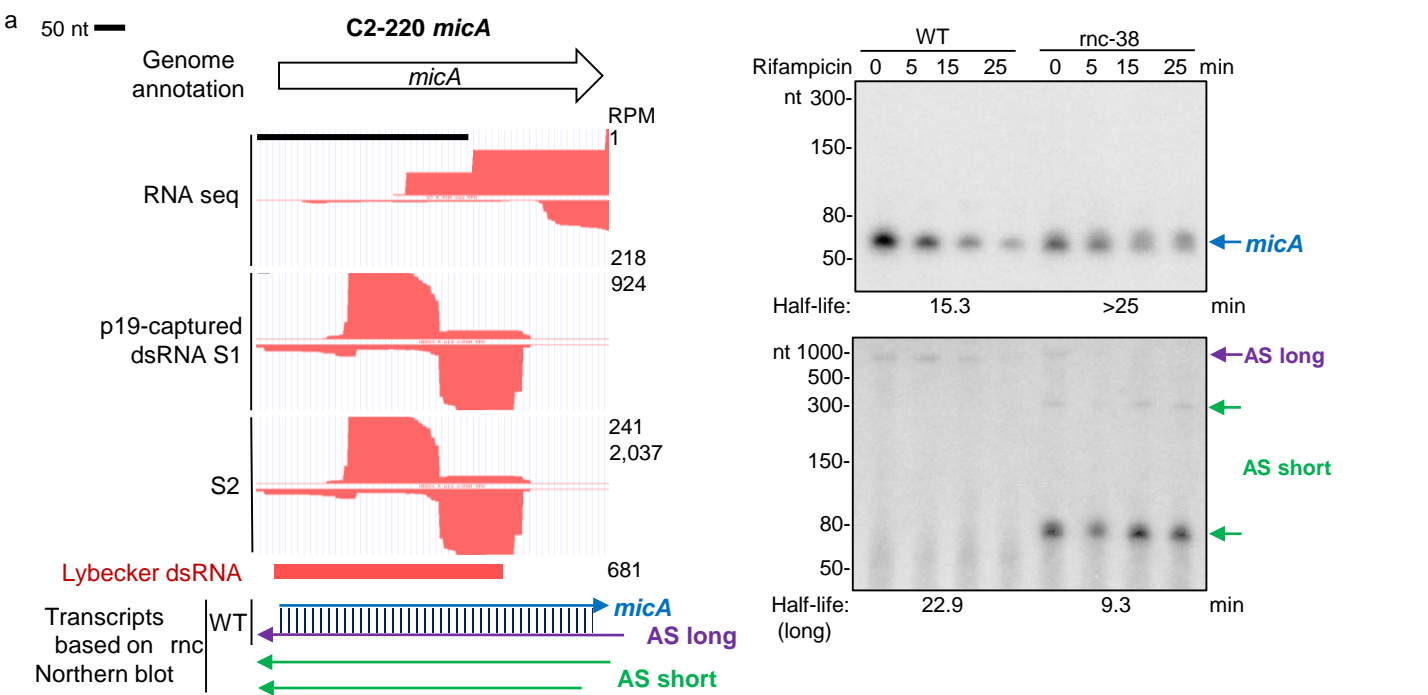 a
50 nt
C2-220 micA
Genome
annotation
micA
RPM
1
RNA seq
218
924
p19-captured
dsRNA S1
241
2,037
S2
Lybecker dsRNA
681
Transcripts
based on
Northern blot
WT
rnc
micA
AS long
AS short
WT
rnc-38
Rifampicin 0 5 15 25 0 5 15 25 min
nt 300-
150-
80-
50-
micA
Half-life: 15.3 >25 min
nt 1000-
500-
300-
150-
80-
50-
AS long
AS short
Half-life: 22.9 9.3 min
(long)